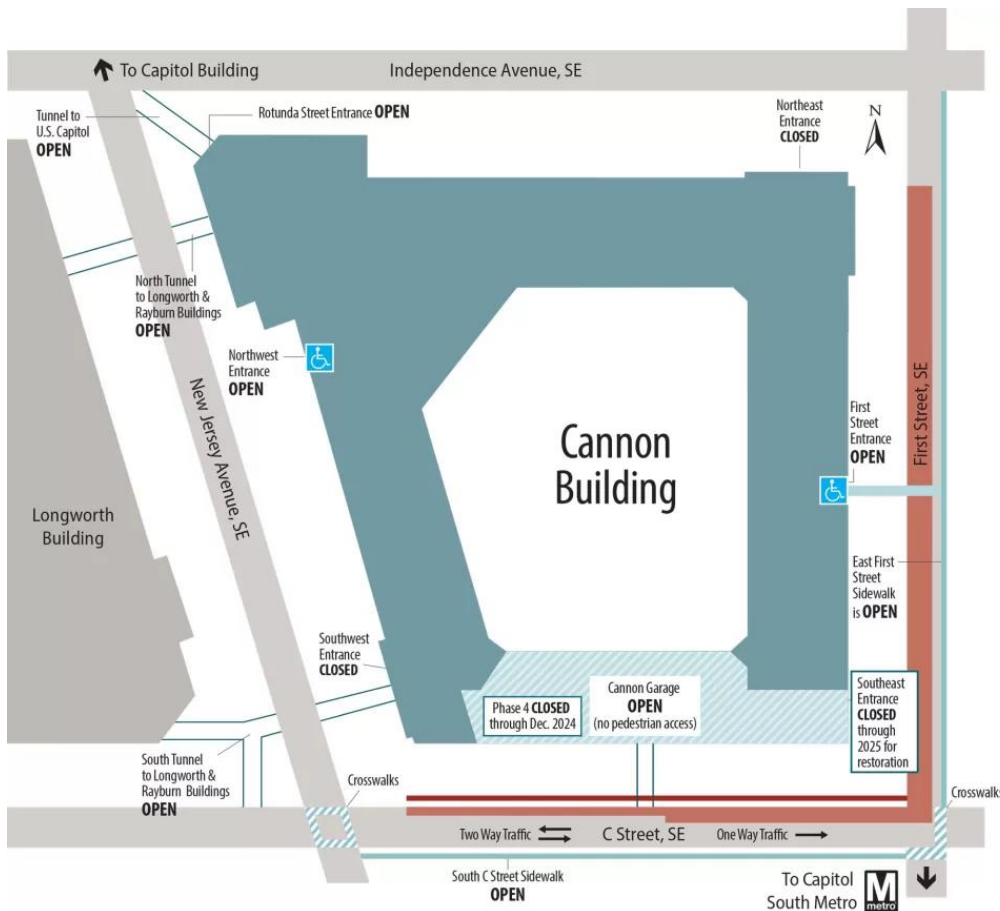 To Capitol Building
Independence Avenue, SE
Tunnel to
U.S. Capitol
OPEN
Rotunda Street Entrance OPEN
Northeast
Entrance
CLOSED
N
North Tunnel
to Longworth &
Rayburn Buildings
OPEN
Northwest
Entrance
OPEN
New Jersey Avenue, SE
First Street, SE
First
Street
Entrance
OPEN
Cannon
Building
Longworth
Building
East First
Street
Sidewalk
is OPEN
Southwest
Entrance
CLOSED
Phase 4 CLOSED
through Dec. 2024
Cannon Garage
OPEN
(no pedestrian access)
Southeast
Entrance
CLOSED
through
2025 for
restoration
South Tunnel
to Longworth &
Rayburn Buildings
OPEN
Crosswalks
Crosswalks
Two Way Traffic
C Street, SE
One Way Traffic
South C Street Sidewalk
OPEN
To Capitol
South Metro
M
metro